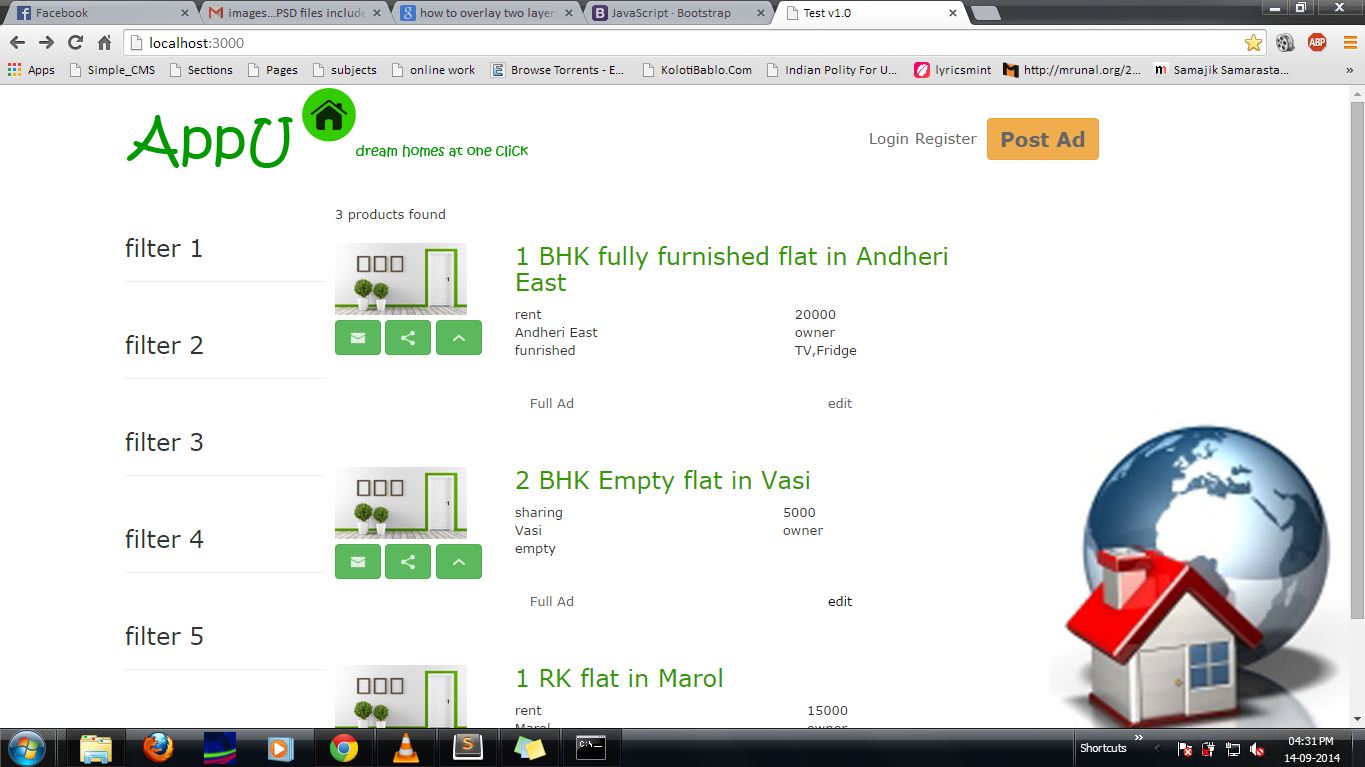 Facebook
images...PSD files include
how to overlay two layer
JavaScript · Bootstrap
Test v1.0
localhost:3000
ABP
Apps
Simple_CMS
Sections
Pages
subjects
online work
Browse Torrents - E...
KolotiBablo.Com
Indian Polity For U...
lyricsmint
http://mrunal.org/2...
Samajik Samarasta...
»
AppU
dream homes at one click
Login Register
Post Ad
3 products found
filter 1
filter 2
filter 3
filter 4
filter 5
1 BHK fully furnished flat in Andheri
East
rent 20000
Andheri East owner
funrished TV,Fridge
Full Ad edit
2 BHK Empty flat in Vasi
sharing 5000
Vasi owner
empty
Full Ad edit
1 RK flat in Marol
rent 15000
Marol owner
C:\_
Shortcuts
»
04:31 PM
14-09-2014